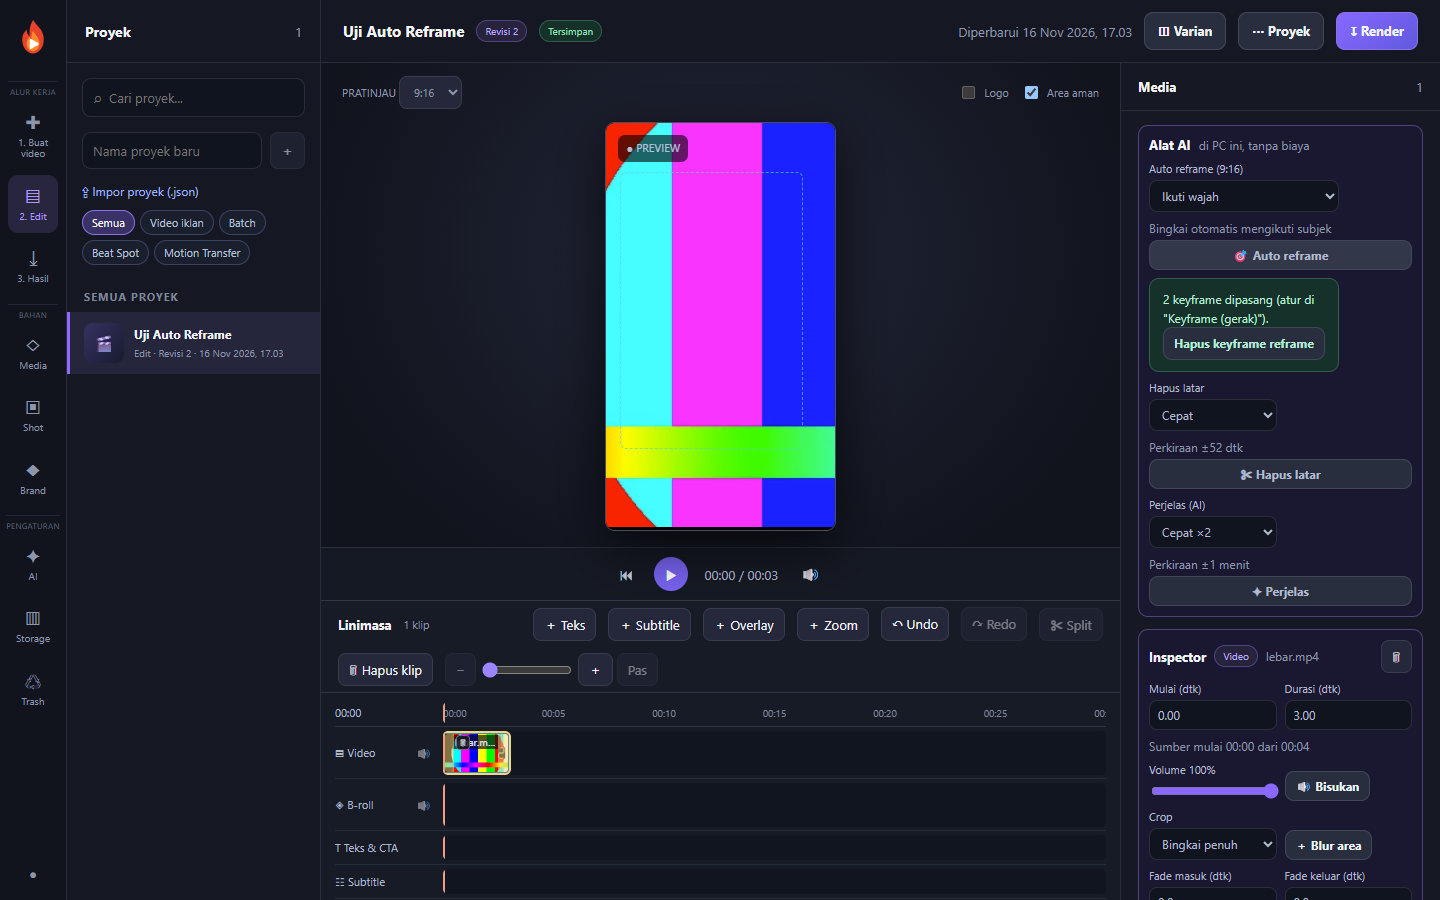 ALUR KERJA
1. Buat video
2. Edit
3. Hasil
BAHAN
Media
Shot
Brand
PENGATURAN
AI
Storage
Trash
Proyek 1
Cari proyek...
Nama proyek baru +
Impor proyek (.json)
Semua Video iklan Batch
Beat Spot Motion Transfer
SEMUA PROYEK
Uji Auto Reframe
Edit · Revisi 2 · 16 Nov 2026, 17.03
Uji Auto Reframe Revisi 2 Tersimpan
Diperbarui 16 Nov 2026, 17.03 Varian ··· Proyek Render
PRATINJAU 9:16 Logo Area aman
PREVIEW
00:00 / 00:03
Linimasa 1 klip + Teks + Subtitle + Overlay + Zoom Undo Redo Split
Hapus klip − + Pas
00:00 00:00 00:05 00:10 00:15 00:20 00:25 00:
Video
ar.m...
B-roll
T Teks & CTA
Subtitle
Media 1
Alat AI di PC ini, tanpa biaya
Auto reframe (9:16)
Ikuti wajah
Bingkai otomatis mengikuti subjek
Auto reframe
2 keyframe dipasang (atur di
"Keyframe (gerak)").
Hapus keyframe reframe
Hapus latar
Cepat
Perkiraan ±52 dtk
Hapus latar
Perjelas (AI)
Cepat ×2
Perkiraan ±1 menit
Perjelas
Inspector Video lebar.mp4
Mulai (dtk) Durasi (dtk)
0.00 3.00
Sumber mulai 00:00 dari 00:04
Volume 100%
Bisukan
Crop
Bingkai penuh + Blur area
Fade masuk (dtk) Fade keluar (dtk)